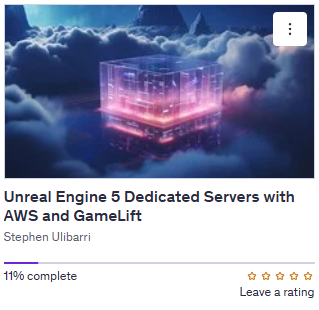 Unreal Engine 5 Dedicated Servers with
AWS and GameLift
Stephen Ulibarri
11% complete
Leave a rating